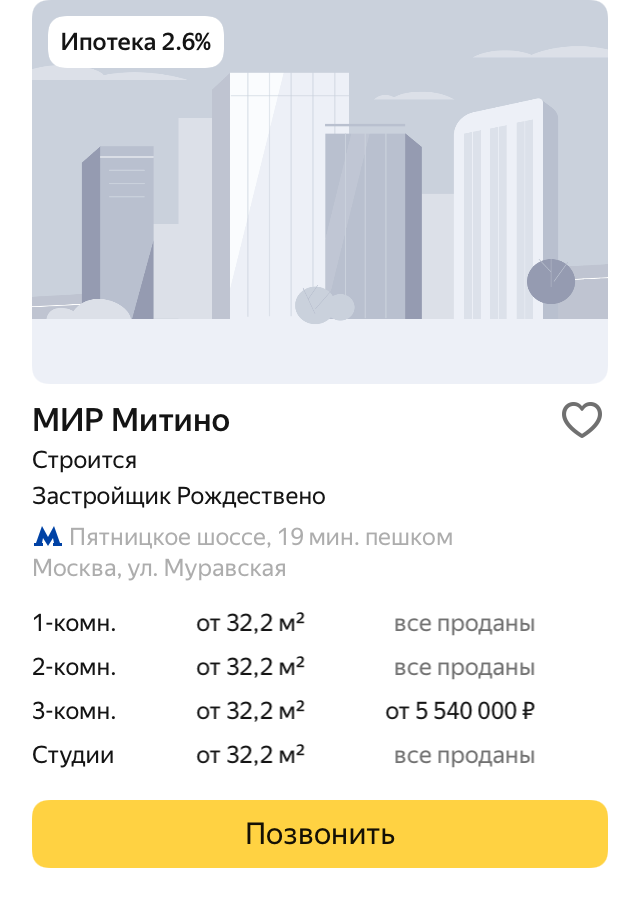 Ипотека 2.6%
МИР Митино
Строится
Застройщик Рождествено
Пятницкое шоссе, 19 мин. пешком
Москва, ул. Муравская
1-комн. от 32,2 м² все проданы
2-комн. от 32,2 м² все проданы
3-комн. от 32,2 м² от 5 540 000 ₽
Студии от 32,2 м² все проданы
Позвонить